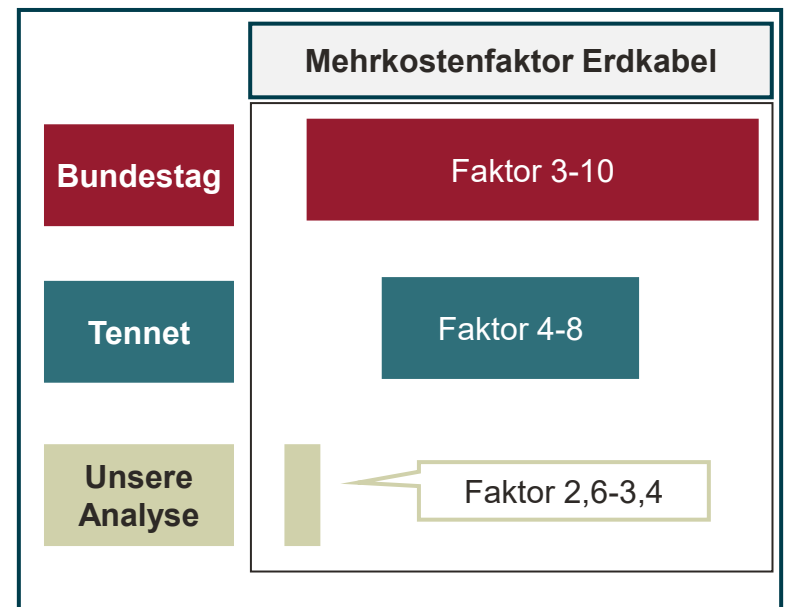 Mehrkostenfaktor Erdkabel
Bundestag
Faktor 3-10
Tennet
Faktor 4-8
Unsere
Analyse
Faktor 2,6-3,4